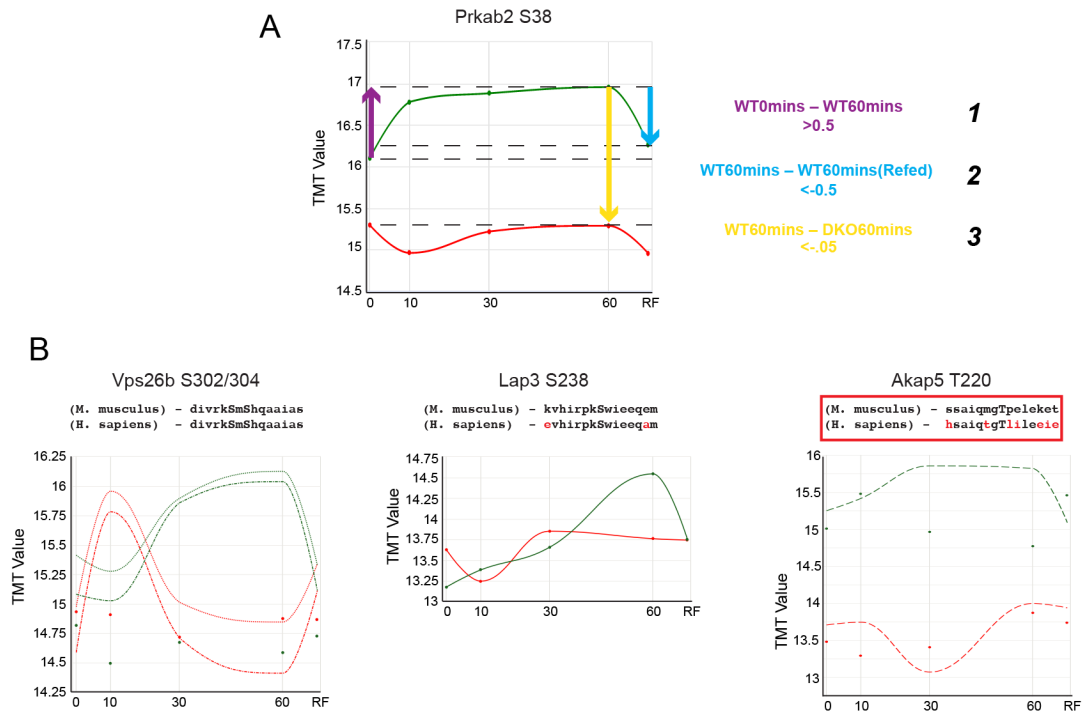 A
Prkab2 S38
17.5
17
16.5
16
15.5
15
14.5
TMT Value
0 10 30 60 RF
WT0mins – WT60mins
>0.5
1
WT60mins – WT60mins(Refed)
<-0.5
2
WT60mins – DKO60mins
<-.05
3
B
Vps26b S302/304
(M. musculus) – divrkSmShqaaias
(H. sapiens) – divrkSmShqaaias
16.25
16
15.75
15.5
15.25
15
14.75
14.5
14.25
TMT Value
0 10 30 60 RF
Lap3 S238
(M. musculus) – kvhirpkSwieeqem
(H. sapiens) – evhirpkSwieeqam
14.75
14.5
14.25
14
13.75
13.5
13.25
13
TMT Value
0 10 30 60 RF
Akap5 T220
(M. musculus) – ssaiqmgTpeleket
(H. sapiens) – hsaiqtgTlileeie
16
15.5
15
14.5
14
13.5
13
TMT Value
0 10 30 60 RF